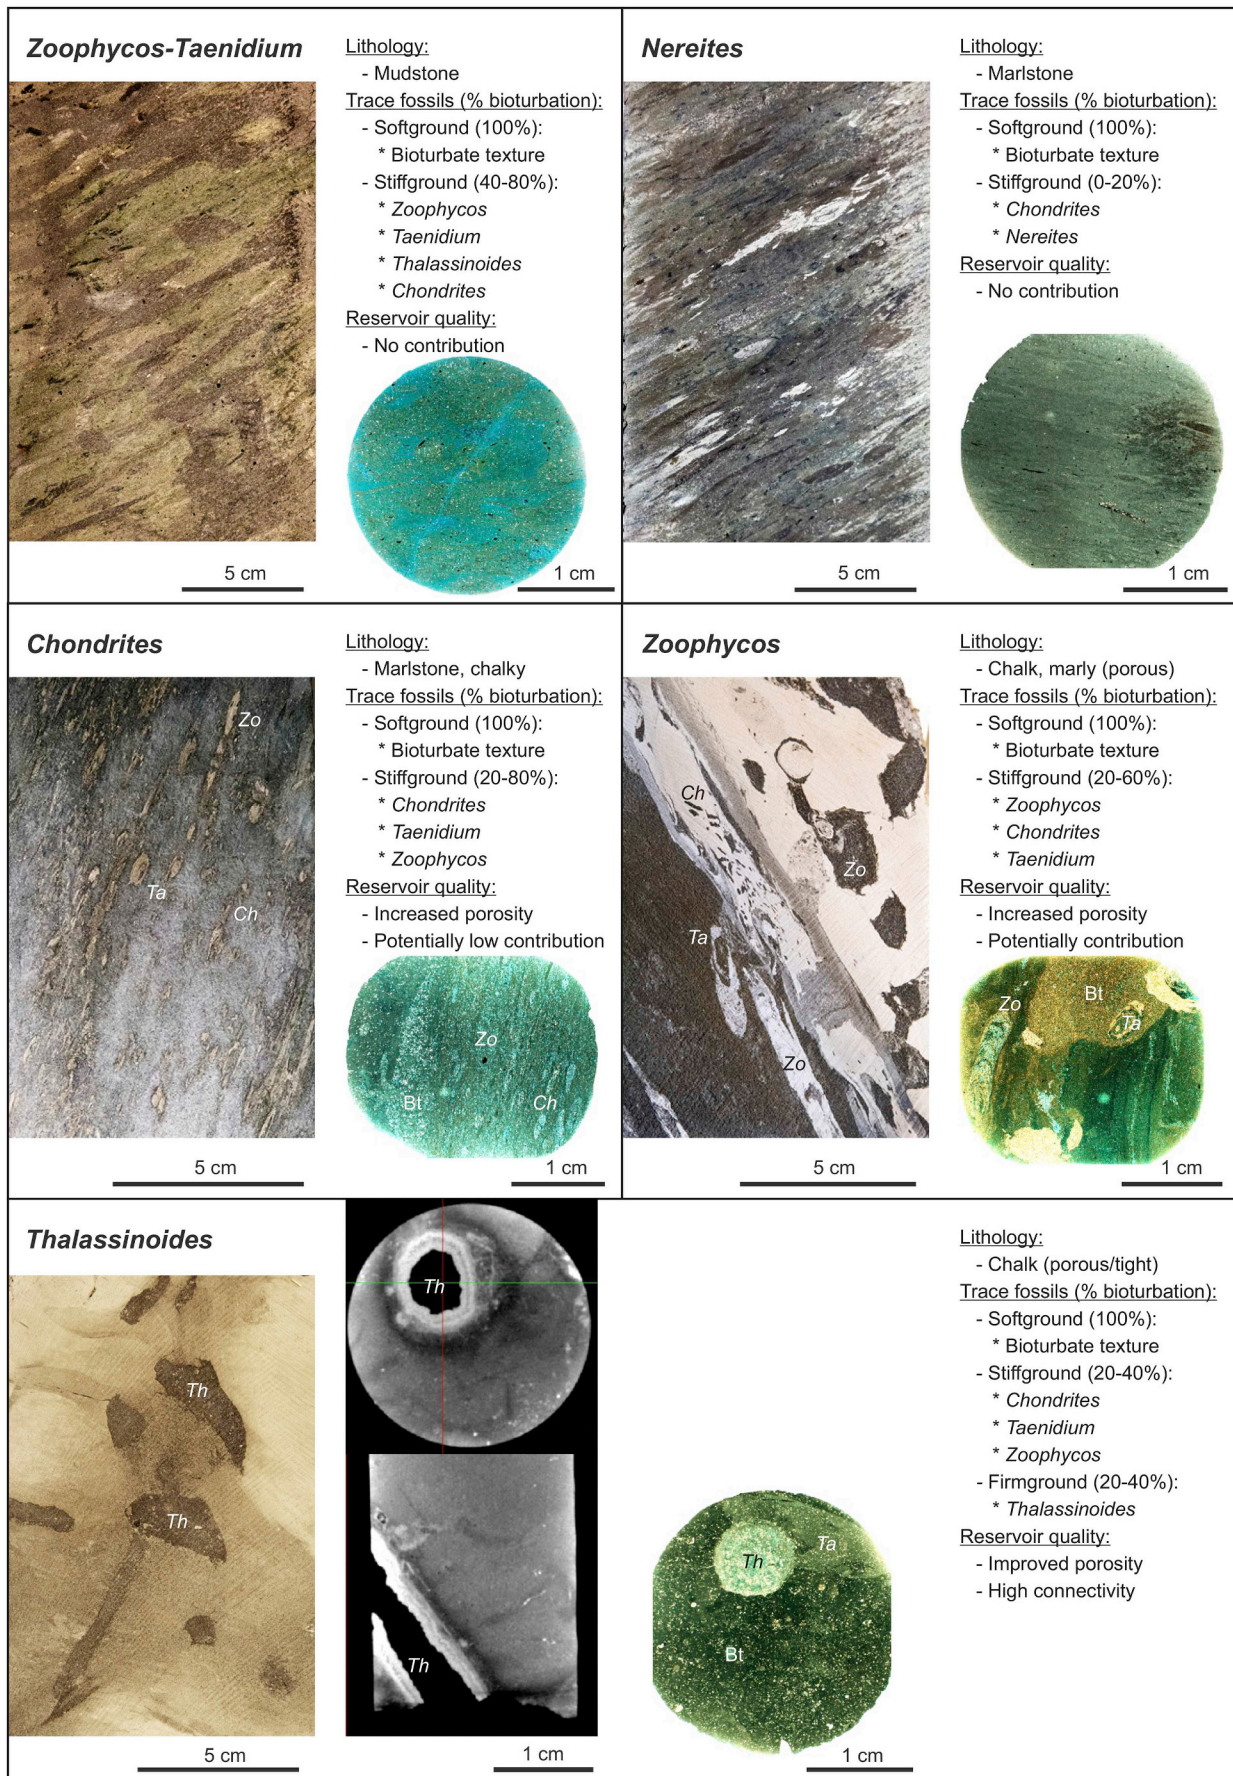 Zoophycos-Taenidium
Lithology:
- Mudstone
Trace fossils (% bioturbation):
- Softground (100%):
* Bioturbate texture
- Stiffground (40-80%):
* Zoophycos
* Taenidium
* Thalassinoides
* Chondrites
Reservoir quality:
- No contribution
5 cm
1 cm
Nereites
Lithology:
- Marlstone
Trace fossils (% bioturbation):
- Softground (100%):
* Bioturbate texture
- Stiffground (0-20%):
* Chondrites
* Nereites
Reservoir quality:
- No contribution
5 cm
1 cm
Chondrites
Zo
Ta
Ch
Lithology:
- Marlstone, chalky
Trace fossils (% bioturbation):
- Softground (100%):
* Bioturbate texture
- Stiffground (20-80%):
* Chondrites
* Taenidium
* Zoophycos
Reservoir quality:
- Increased porosity
- Potentially low contribution
Zo
Bt
Ch
5 cm
1 cm
Zoophycos
Ch
Zo
Ta
Zo
Lithology:
- Chalk, marly (porous)
Trace fossils (% bioturbation):
- Softground (100%):
* Bioturbate texture
- Stiffground (20-60%):
* Zoophycos
* Chondrites
* Taenidium
Reservoir quality:
- Increased porosity
- Potentially contribution
Zo
Bt
Ta
5 cm
1 cm
Thalassinoides
Th
Th
Th
Th
Th
Ta
Bt
5 cm
1 cm
1 cm
Lithology:
- Chalk (porous/tight)
Trace fossils (% bioturbation):
- Softground (100%):
* Bioturbate texture
- Stiffground (20-40%):
* Chondrites
* Taenidium
* Zoophycos
- Firmground (20-40%):
* Thalassinoides
Reservoir quality:
- Improved porosity
- High connectivity